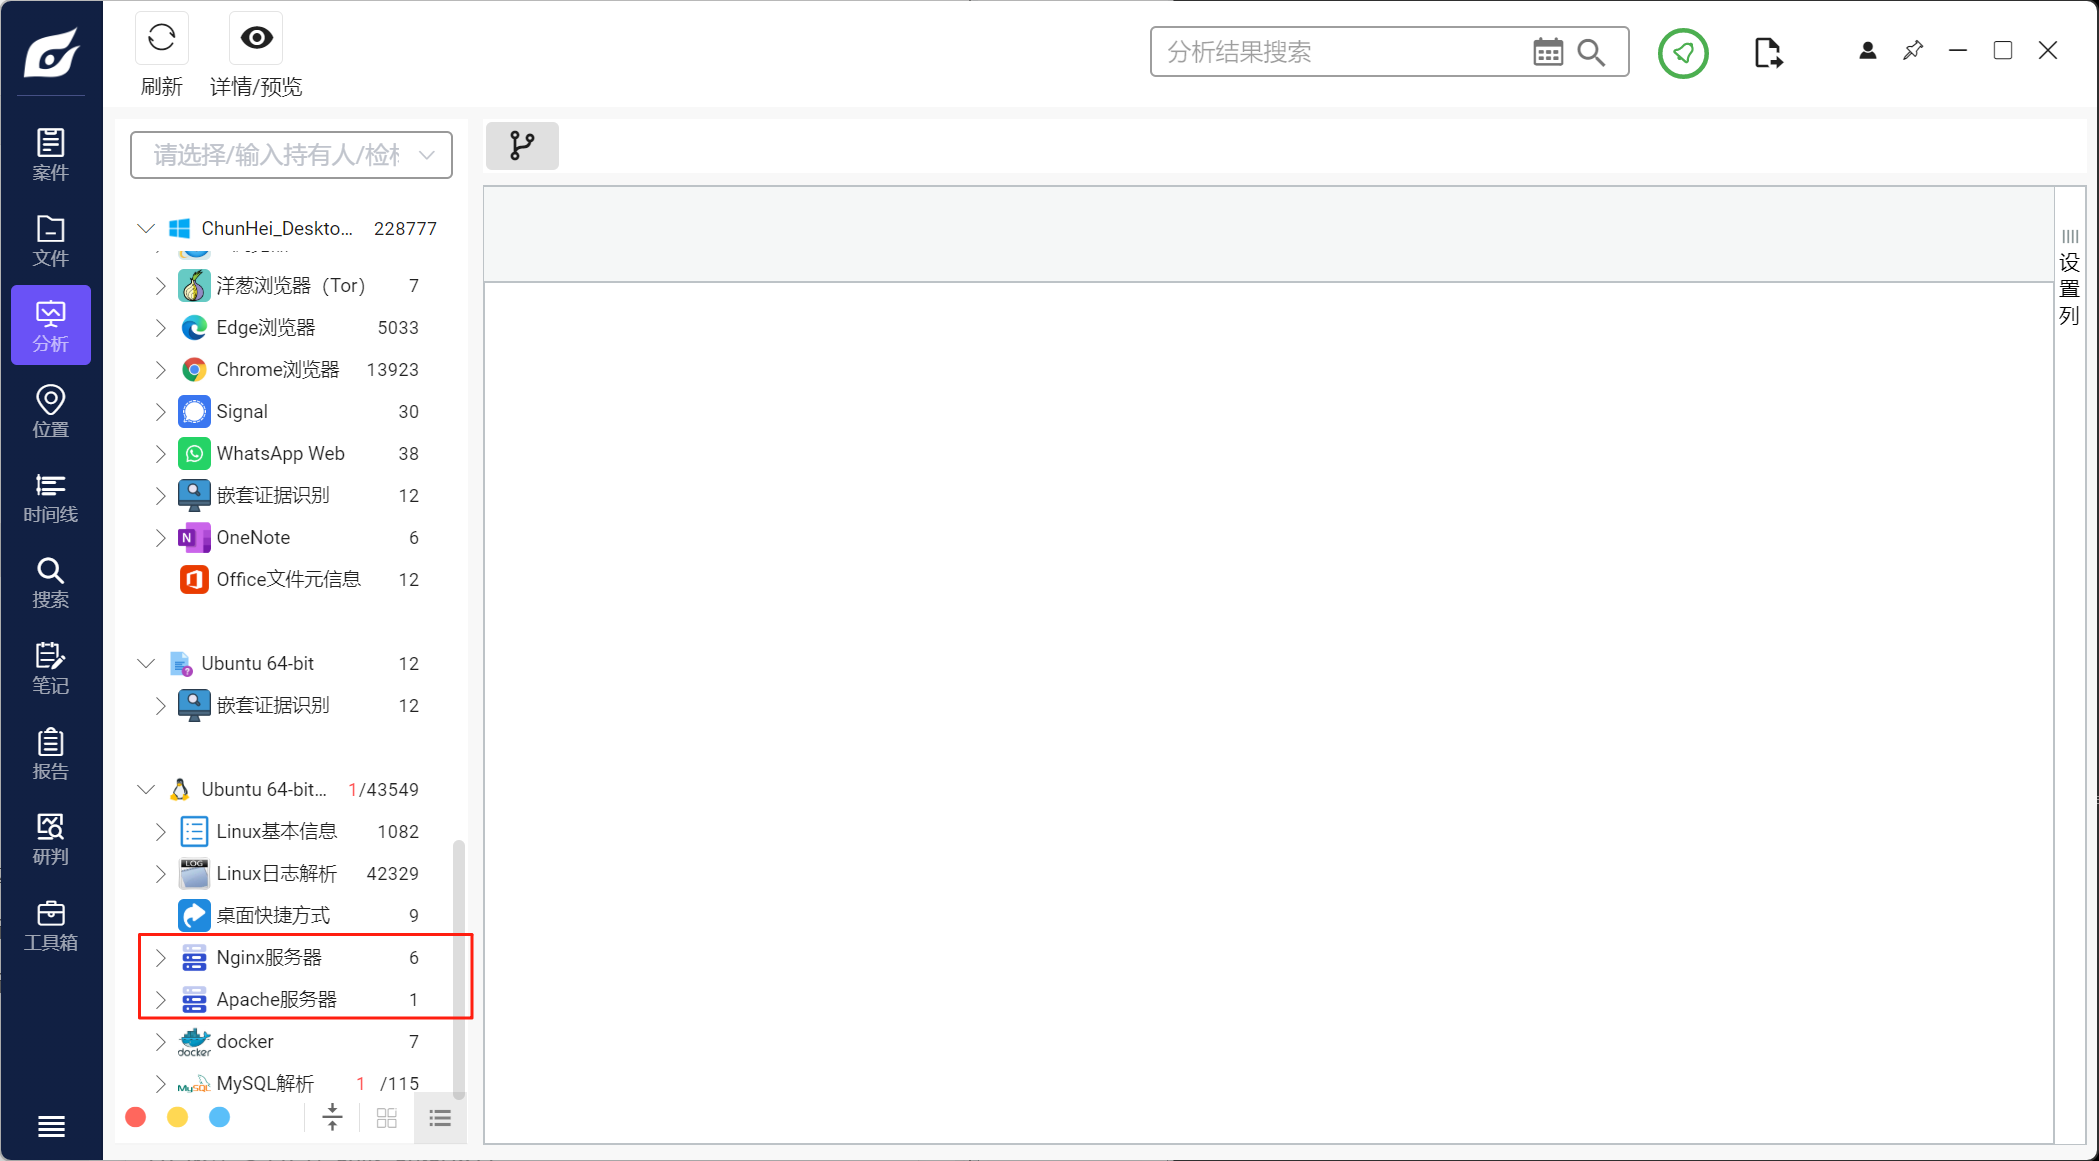 刷新
详情/预览
分析结果搜索
案件
文件
分析
位置
时间线
搜索
笔记
报告
研判
工具箱
请选择/输入持有人/检材
ChunHei_Deskto... 228777
洋葱浏览器（Tor） 7
Edge浏览器 5033
Chrome浏览器 13923
Signal 30
WhatsApp Web 38
嵌套证据识别 12
N OneNote 6
Office文件元信息 12
Ubuntu 64-bit 12
嵌套证据识别 12
Ubuntu 64-bit... 1/43549
Linux基本信息 1082
LOG Linux日志解析 42329
桌面快捷方式 9
Nginx服务器 6
Apache服务器 1
docker docker 7
MySQL MySQL解析 1 /115
设置列